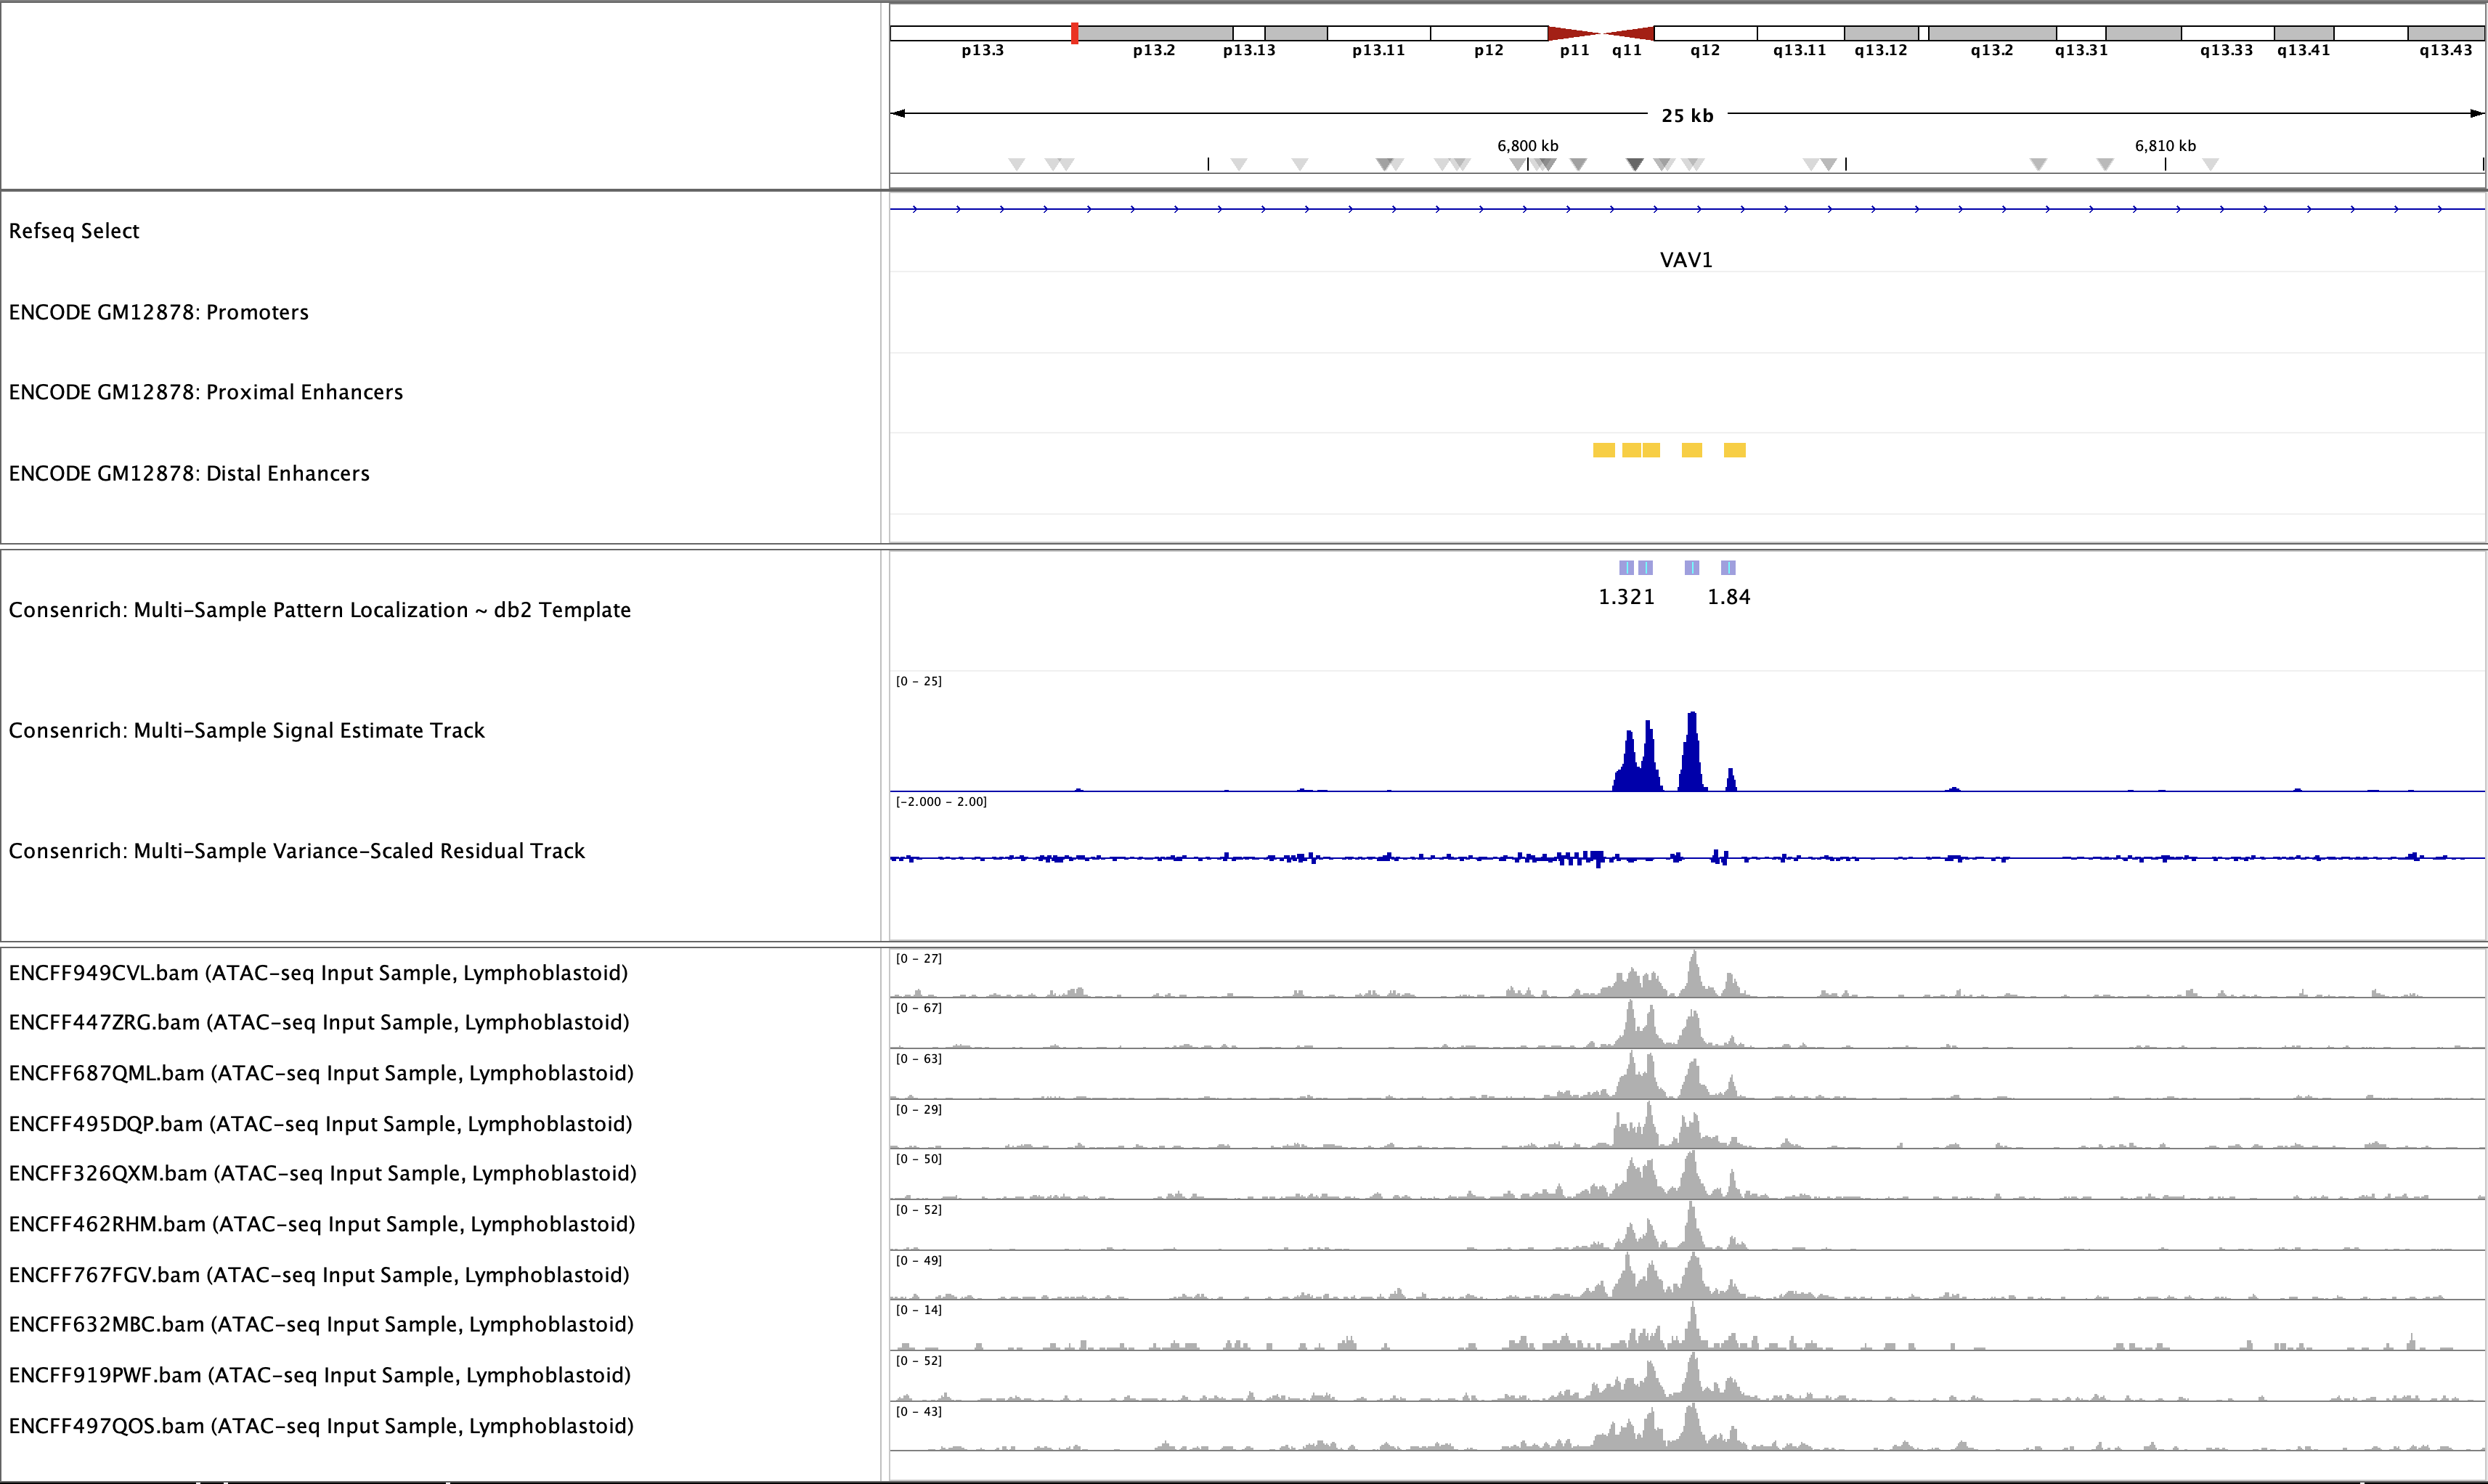 p13.3 p13.2 p13.13 p13.11 p12 p11 q11 q12 q13.11 q13.12 q13.2 q13.31 q13.33 q13.41 q13.43
25 kb
6,800 kb 6,810 kb
Refseq Select
VAV1
ENCODE GM12878: Promoters
ENCODE GM12878: Proximal Enhancers
ENCODE GM12878: Distal Enhancers
Consenrich: Multi-Sample Pattern Localization ~ db2 Template
1.321 1.84
[0 - 25]
Consenrich: Multi-Sample Signal Estimate Track
[-2.000 - 2.00]
Consenrich: Multi-Sample Variance-Scaled Residual Track
ENCFF949CVL.bam (ATAC-seq Input Sample, Lymphoblastoid) [0 - 27]
ENCFF447ZRG.bam (ATAC-seq Input Sample, Lymphoblastoid) [0 - 67]
ENCFF687QML.bam (ATAC-seq Input Sample, Lymphoblastoid) [0 - 63]
ENCFF495DQP.bam (ATAC-seq Input Sample, Lymphoblastoid) [0 - 29]
ENCFF326QXM.bam (ATAC-seq Input Sample, Lymphoblastoid) [0 - 50]
ENCFF462RHM.bam (ATAC-seq Input Sample, Lymphoblastoid) [0 - 52]
ENCFF767FGV.bam (ATAC-seq Input Sample, Lymphoblastoid) [0 - 49]
ENCFF632MBC.bam (ATAC-seq Input Sample, Lymphoblastoid) [0 - 14]
ENCFF919PWF.bam (ATAC-seq Input Sample, Lymphoblastoid) [0 - 52]
ENCFF497QOS.bam (ATAC-seq Input Sample, Lymphoblastoid) [0 - 43]